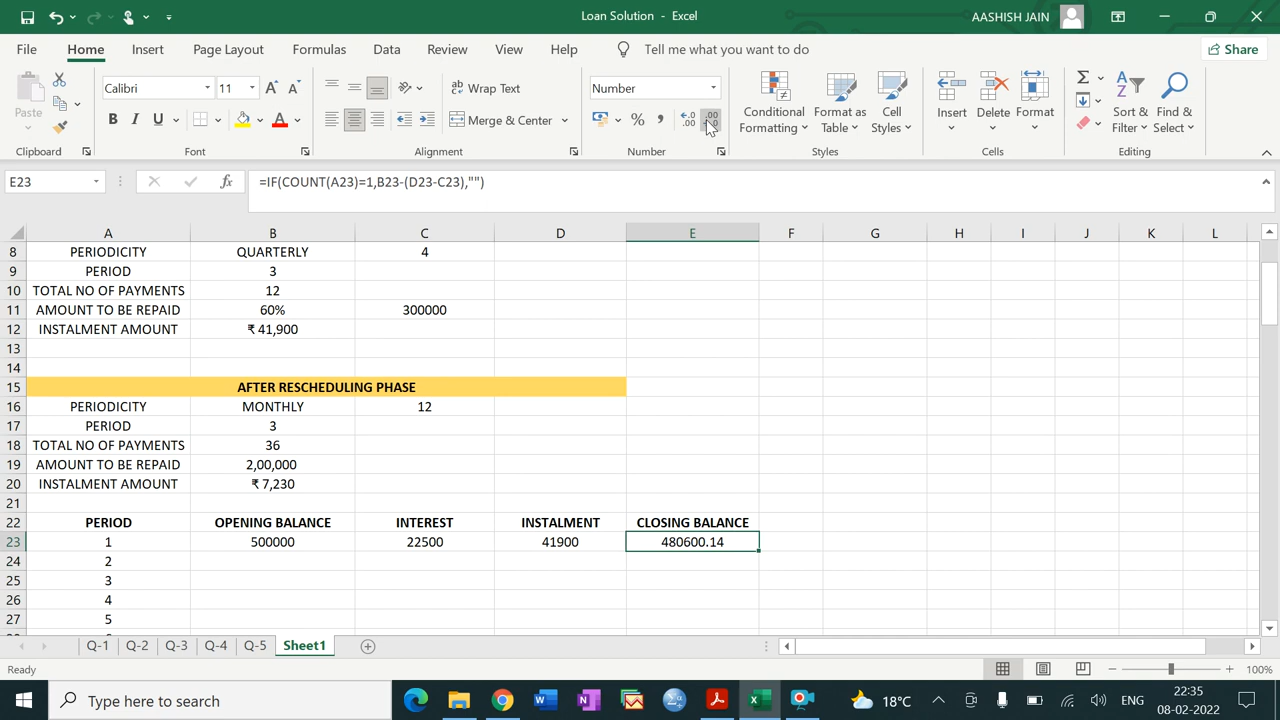 Loan Solution - Excel
AASHISH JAIN
File Home Insert Page Layout Formulas Data Review View Help Tell me what you want to do Share
Paste
Calibri 11
Wrap Text
Number
Conditional Formatting
Format as Table
Cell Styles
Insert Delete Format
Sort & Filter
Find & Select
B I U
Merge & Center
Clipboard Font Alignment Number Styles Cells Editing
E23 fx =IF(COUNT(A23)=1,B23-(D23-C23),"")
A B C D E F G H I J K L
8 PERIODICITY QUARTERLY 4
9 PERIOD 3
10 TOTAL NO OF PAYMENTS 12
11 AMOUNT TO BE REPAID 60% 300000
12 INSTALMENT AMOUNT ₹ 41,900
13
14
15 AFTER RESCHEDULING PHASE
16 PERIODICITY MONTHLY 12
17 PERIOD 3
18 TOTAL NO OF PAYMENTS 36
19 AMOUNT TO BE REPAID 2,00,000
20 INSTALMENT AMOUNT ₹ 7,230
21
22 PERIOD OPENING BALANCE INTEREST INSTALMENT CLOSING BALANCE
23 1 500000 22500 41900 480600.14
24 2
25 3
26 4
27 5
Q-1 Q-2 Q-3 Q-4 Q-5 Sheet1
Ready 100%
Type here to search
18°C
ENG
22:35
08-02-2022